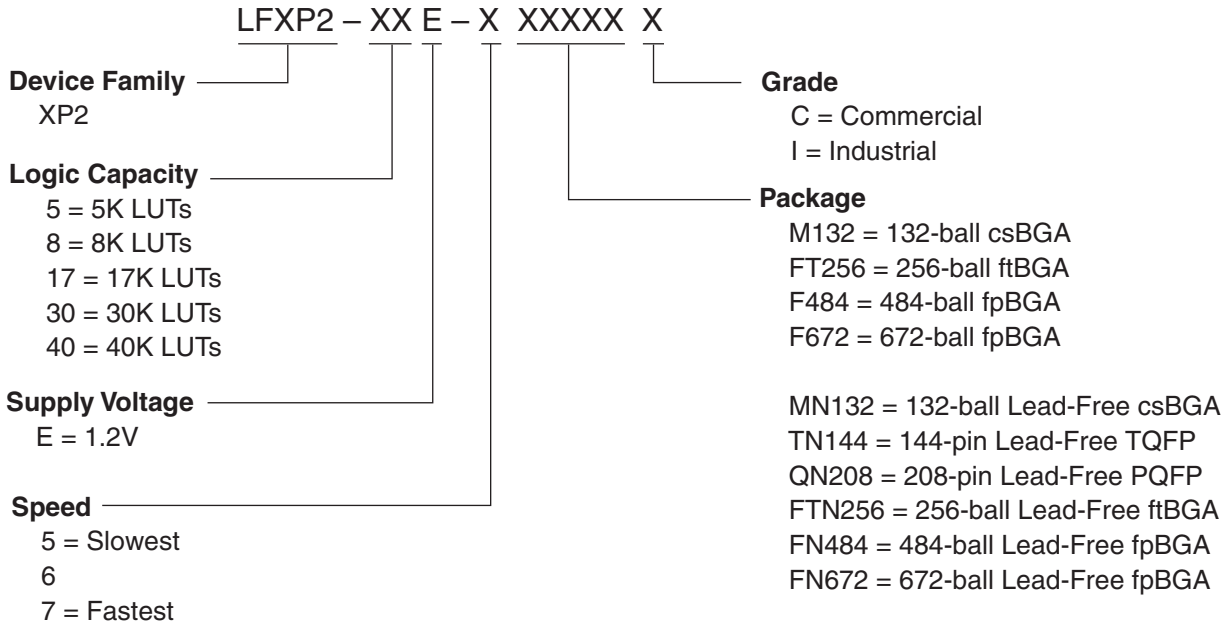 LFXP2 – XX E – X XXXXX X
Device Family
XP2
Logic Capacity
5 = 5K LUTs
8 = 8K LUTs
17 = 17K LUTs
30 = 30K LUTs
40 = 40K LUTs
Supply Voltage
E = 1.2V
Speed
5 = Slowest
6
7 = Fastest
Grade
C = Commercial
I = Industrial
Package
M132 = 132-ball csBGA
FT256 = 256-ball ftBGA
F484 = 484-ball fpBGA
F672 = 672-ball fpBGA
MN132 = 132-ball Lead-Free csBGA
TN144 = 144-pin Lead-Free TQFP
QN208 = 208-pin Lead-Free PQFP
FTN256 = 256-ball Lead-Free ftBGA
FN484 = 484-ball Lead-Free fpBGA
FN672 = 672-ball Lead-Free fpBGA